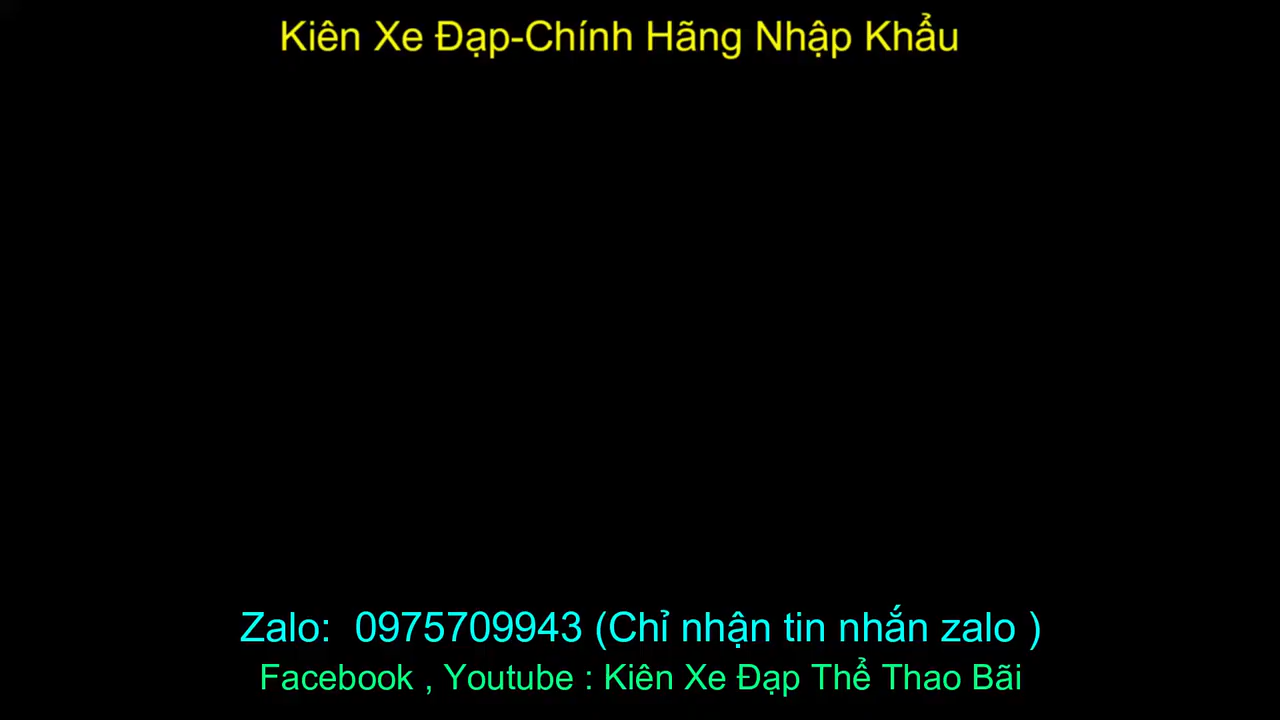 Kiên Xe Đạp-Chính Hãng Nhập Khẩu
Zalo:  0975709943 (Chỉ nhận tin nhắn zalo )
Facebook , Youtube : Kiên Xe Đạp Thể Thao Bãi